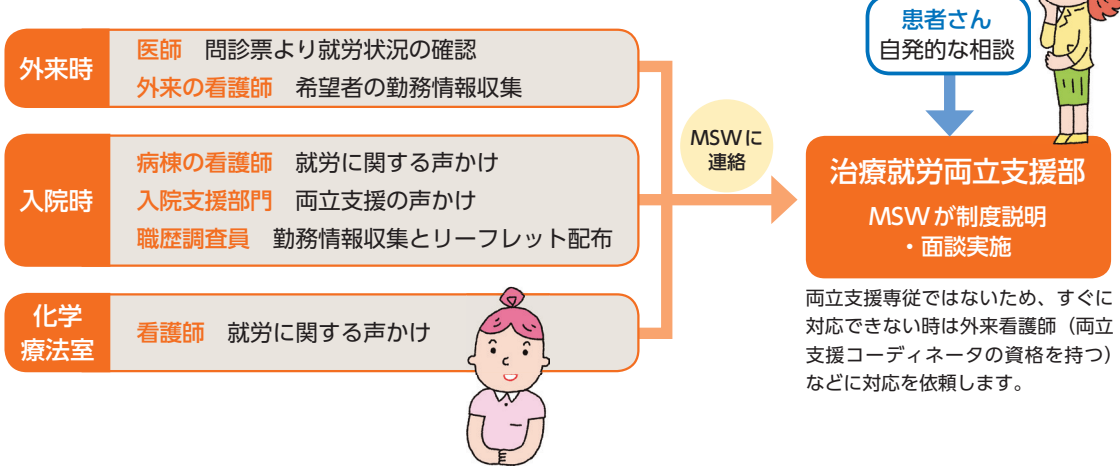 外来時
医師 問診票より就労状況の確認
外来の看護師 希望者の勤務情報収集
入院時
病棟の看護師 就労に関する声かけ
入院支援部門 両立支援の声かけ
職歴調査員 勤務情報収集とリーフレット配布
化学
療法室
看護師 就労に関する声かけ
MSWに
連絡
患者さん
自発的な相談
治療就労両立支援部
MSWが制度説明
・面談実施
両立支援専従ではないため、すぐに
対応できない時は外来看護師（両立
支援コーディネータの資格を持つ）
などに対応を依頼します。